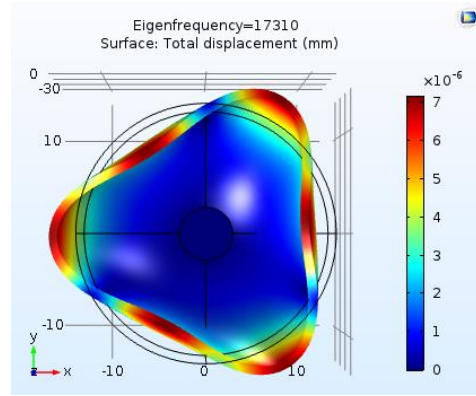 Eigenfrequency=17310
Surface: Total displacement (mm)
0
-30
×10⁻⁶
7
10
6
5
4
3
0
2
-10
1
y
z x
-10 0 10
0